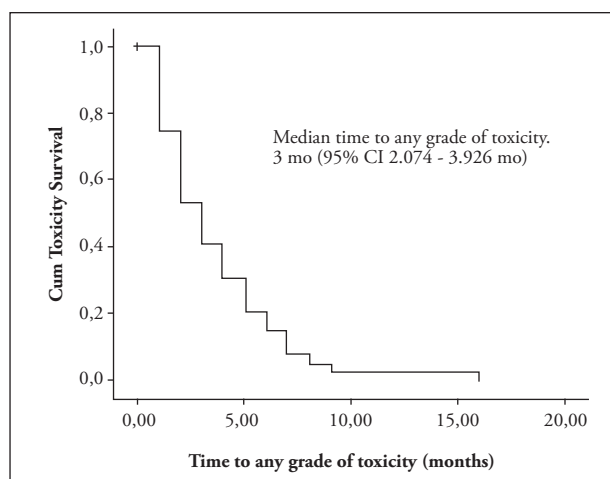 1,0
0,8
0,6
0,4
0,2
0,0
Cum Toxicity Survival
Median time to any grade of toxicity.
3 mo (95% CI 2.074 - 3.926 mo)
0,00 5,00 10,00 15,00 20,00
Time to any grade of toxicity (months)